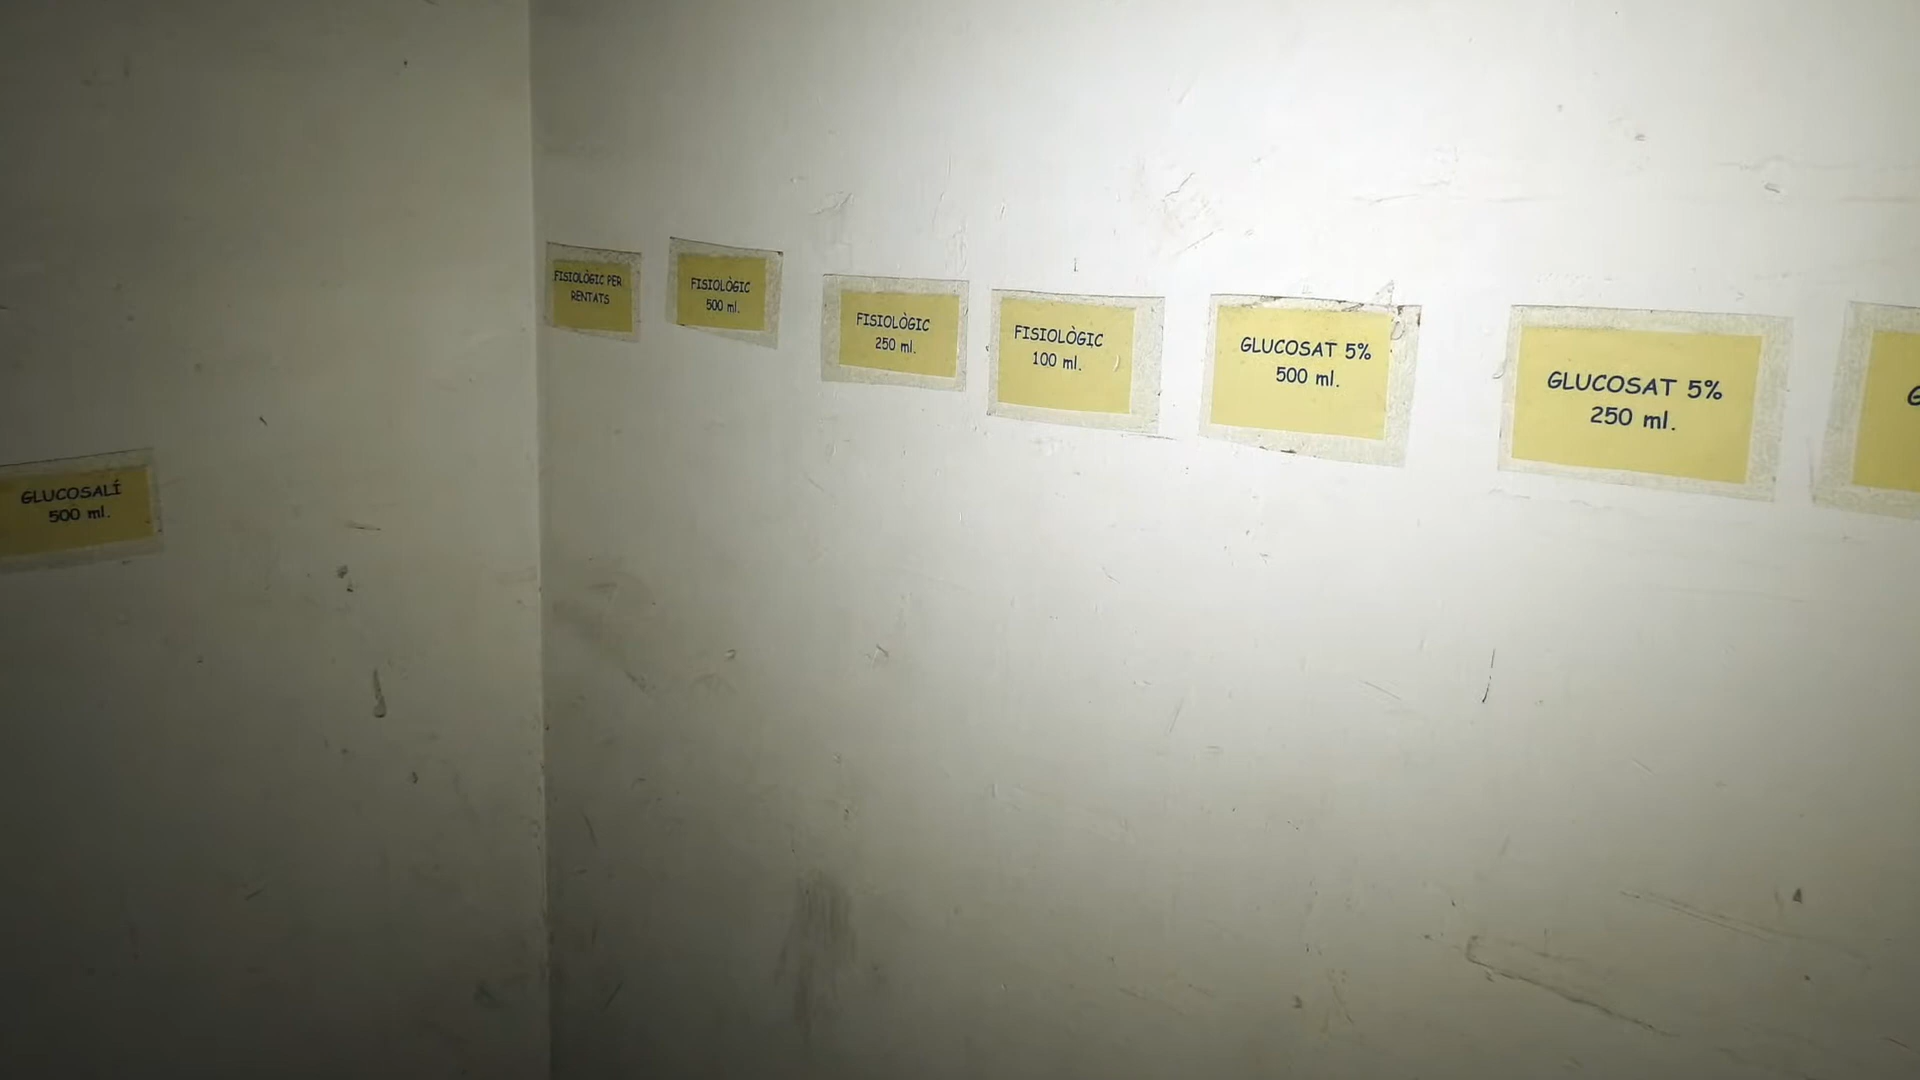 GLUCOSALÍ
500 ml.
FISIOLÒGIC PER
RENTATS
FISIOLÒGIC
500 ml.
FISIOLÒGIC
250 ml.
FISIOLÒGIC
100 ml.
GLUCOSAT 5%
500 ml.
GLUCOSAT 5%
250 ml.
G